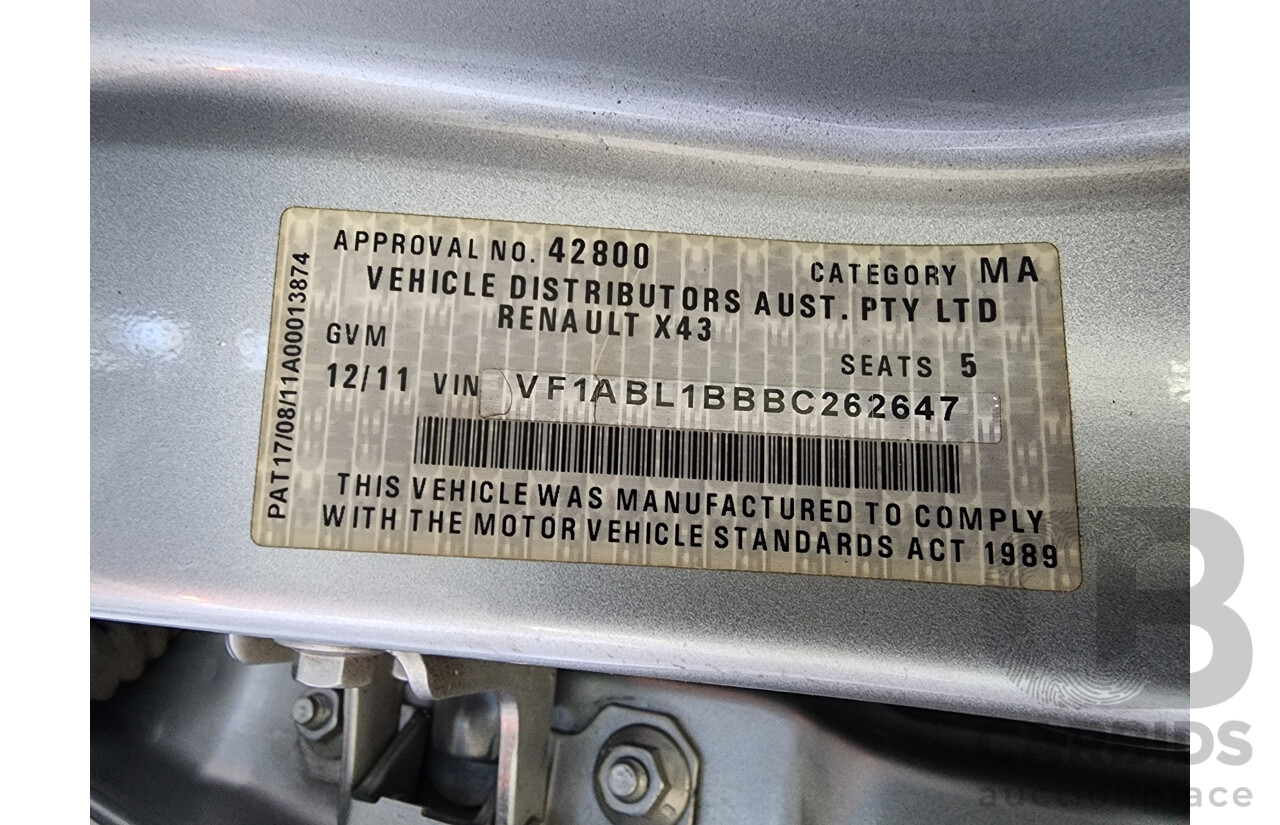 APPROVAL NO. 42800
CATEGORY MA
VEHICLE DISTRIBUTORS AUST. PTY LTD
RENAULT X43
GVM
SEATS 5
12/11 VIN VF1ABL1BBBC262647
THIS VEHICLE WAS MANUFACTURED TO COMPLY
WITH THE MOTOR VEHICLE STANDARDS ACT 1989
PAT17/08/11A00013874